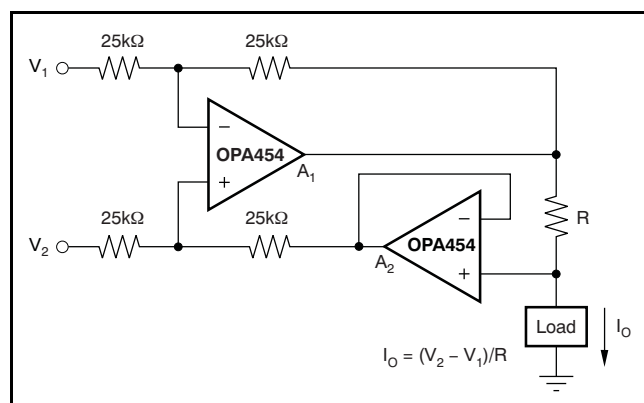 25kΩ 25kΩ
V1
−
OPA454
A1
+
25kΩ 25kΩ
V2
−
OPA454
A2
+
R
Load
IO
IO = (V2 − V1)/R